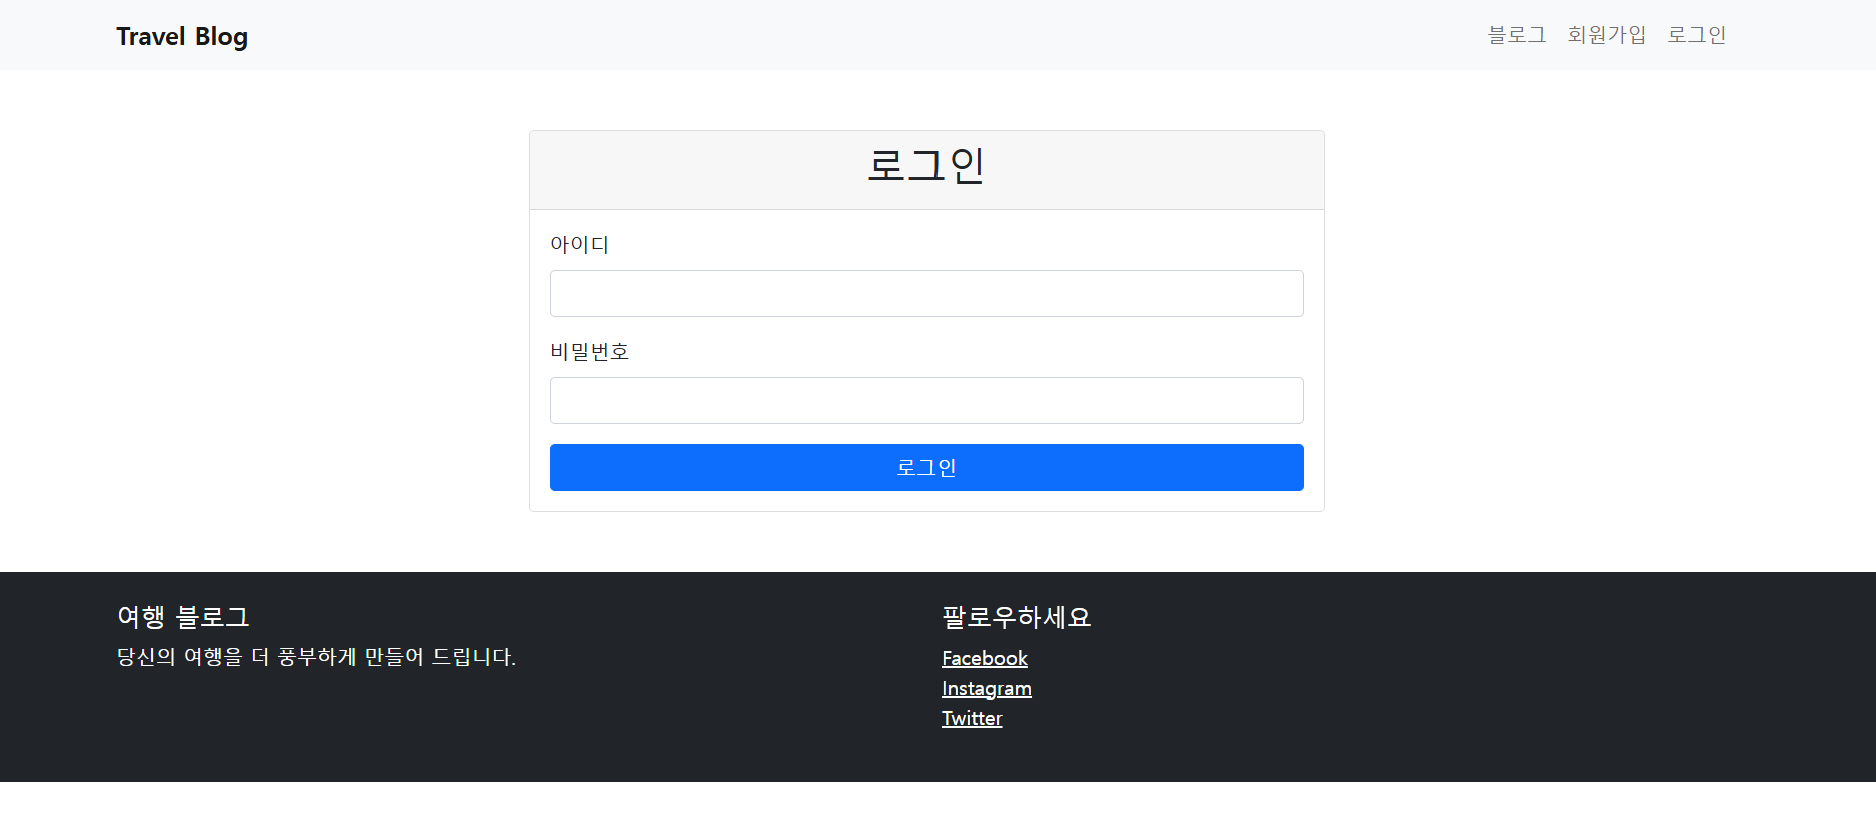 Travel Blog
블로그 회원가입 로그인
로그인
아이디
비밀번호
로그인
여행 블로그
당신의 여행을 더 풍부하게 만들어 드립니다.
팔로우하세요
Facebook
Instagram
Twitter